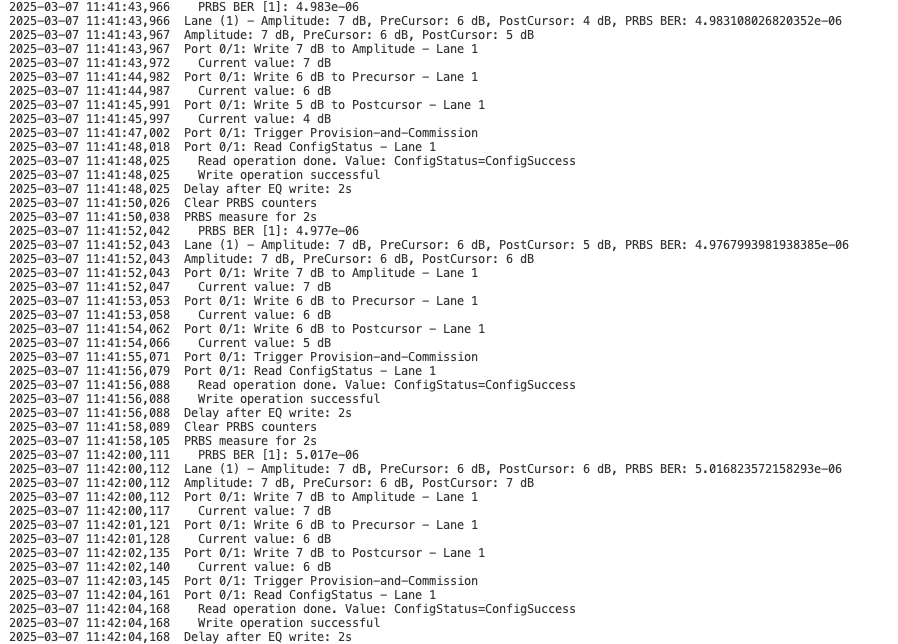 2025-03-07 11:41:43,966    PRBS BER [1]: 4.983e-06
2025-03-07 11:41:43,966  Lane (1) - Amplitude: 7 dB, PreCursor: 6 dB, PostCursor: 4 dB, PRBS BER: 4.983108026820352e-06
2025-03-07 11:41:43,967  Amplitude: 7 dB, PreCursor: 6 dB, PostCursor: 5 dB
2025-03-07 11:41:43,967  Port 0/1: Write 7 dB to Amplitude - Lane 1
2025-03-07 11:41:43,972    Current value: 7 dB
2025-03-07 11:41:44,982  Port 0/1: Write 6 dB to Precursor - Lane 1
2025-03-07 11:41:44,987    Current value: 6 dB
2025-03-07 11:41:45,991  Port 0/1: Write 5 dB to Postcursor - Lane 1
2025-03-07 11:41:45,997    Current value: 4 dB
2025-03-07 11:41:47,002  Port 0/1: Trigger Provision-and-Commission
2025-03-07 11:41:48,018  Port 0/1: Read ConfigStatus - Lane 1
2025-03-07 11:41:48,025    Read operation done. Value: ConfigStatus=ConfigSuccess
2025-03-07 11:41:48,025    Write operation successful
2025-03-07 11:41:48,025  Delay after EQ write: 2s
2025-03-07 11:41:50,026  Clear PRBS counters
2025-03-07 11:41:50,038  PRBS measure for 2s
2025-03-07 11:41:52,042    PRBS BER [1]: 4.977e-06
2025-03-07 11:41:52,043  Lane (1) - Amplitude: 7 dB, PreCursor: 6 dB, PostCursor: 5 dB, PRBS BER: 4.9767993981938385e-06
2025-03-07 11:41:52,043  Amplitude: 7 dB, PreCursor: 6 dB, PostCursor: 6 dB
2025-03-07 11:41:52,043  Port 0/1: Write 7 dB to Amplitude - Lane 1
2025-03-07 11:41:52,047    Current value: 7 dB
2025-03-07 11:41:53,053  Port 0/1: Write 6 dB to Precursor - Lane 1
2025-03-07 11:41:53,058    Current value: 6 dB
2025-03-07 11:41:54,062  Port 0/1: Write 6 dB to Postcursor - Lane 1
2025-03-07 11:41:54,066    Current value: 5 dB
2025-03-07 11:41:55,071  Port 0/1: Trigger Provision-and-Commission
2025-03-07 11:41:56,079  Port 0/1: Read ConfigStatus - Lane 1
2025-03-07 11:41:56,088    Read operation done. Value: ConfigStatus=ConfigSuccess
2025-03-07 11:41:56,088    Write operation successful
2025-03-07 11:41:56,088  Delay after EQ write: 2s
2025-03-07 11:41:58,089  Clear PRBS counters
2025-03-07 11:41:58,105  PRBS measure for 2s
2025-03-07 11:42:00,111    PRBS BER [1]: 5.017e-06
2025-03-07 11:42:00,112  Lane (1) - Amplitude: 7 dB, PreCursor: 6 dB, PostCursor: 6 dB, PRBS BER: 5.016823572158293e-06
2025-03-07 11:42:00,112  Amplitude: 7 dB, PreCursor: 6 dB, PostCursor: 7 dB
2025-03-07 11:42:00,112  Port 0/1: Write 7 dB to Amplitude - Lane 1
2025-03-07 11:42:00,117    Current value: 7 dB
2025-03-07 11:42:01,121  Port 0/1: Write 6 dB to Precursor - Lane 1
2025-03-07 11:42:01,128    Current value: 6 dB
2025-03-07 11:42:02,135  Port 0/1: Write 7 dB to Postcursor - Lane 1
2025-03-07 11:42:02,140    Current value: 6 dB
2025-03-07 11:42:03,145  Port 0/1: Trigger Provision-and-Commission
2025-03-07 11:42:04,161  Port 0/1: Read ConfigStatus - Lane 1
2025-03-07 11:42:04,168    Read operation done. Value: ConfigStatus=ConfigSuccess
2025-03-07 11:42:04,168    Write operation successful
2025-03-07 11:42:04,168  Delay after EQ write: 2s